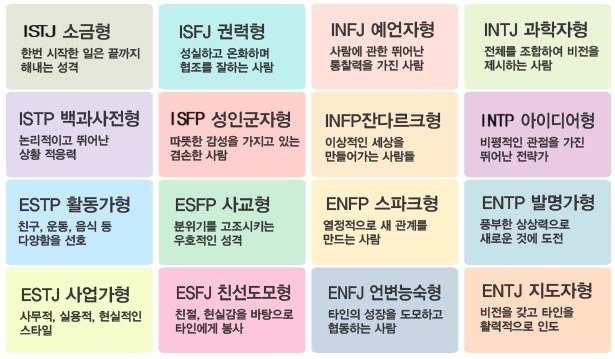 ISTJ 소금형
한번 시작한 일은 끝까지
해내는 성격
ISFJ 권력형
성실하고 온화하며
협조를 잘하는 사람
INFJ 예언자형
사람에 관한 뛰어난
통찰력을 가진 사람
INTJ 과학자형
전체를 조합하여 비전을
제시하는 사람
ISTP 백과사전형
논리적이고 뛰어난
상황 적응력
ISFP 성인군자형
따뜻한 감성을 가지고 있는
겸손한 사람
INFP잔다르크형
이상적인 세상을
만들어가는 사람들
INTP 아이디어형
비평적인 관점을 가진
뛰어난 전략가
ESTP 활동가형
친구, 운동, 음식 등
다양함을 선호
ESFP 사교형
분위기를 고조시키는
우호적인 성격
ENFP 스파크형
열정적으로 새 관계를
만드는 사람
ENTP 발명가형
풍부한 상상력으로
새로운 것에 도전
ESTJ 사업가형
사무적, 실용적, 현실적인
스타일
ESFJ 친선도모형
친절, 현실감을 바탕으로
타인에게 봉사
ENFJ 언변능숙형
타인의 성장을 도모하고
협동하는 사람
ENTJ 지도자형
비전을 갖고 타인을
활력적으로 인도